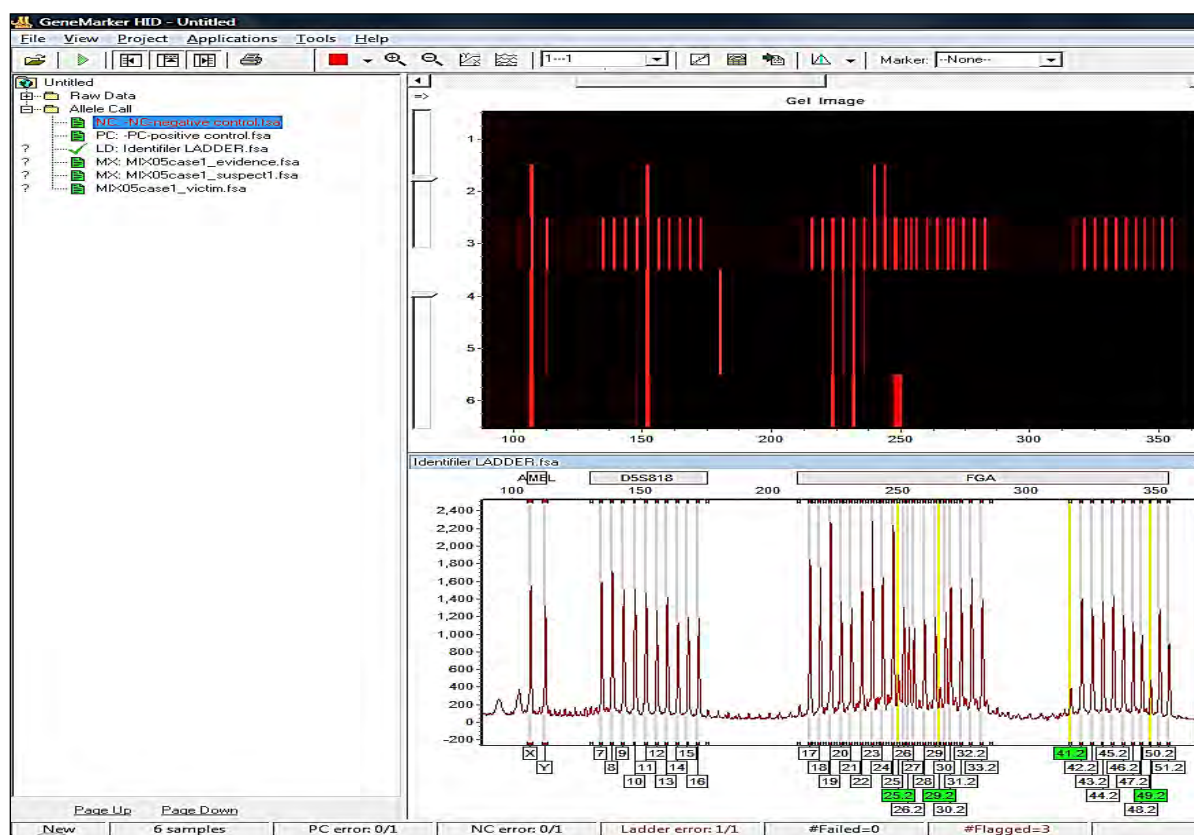 GeneMarker HID - Untitled
File View Project Applications Tools Help
1---1 Marker: --None--
Untitled
Raw Data
Allele Call
NC: -NC-negative control.fsa
PC: -PC-positive control.fsa
? LD: Identifiler LADDER.fsa
? MX: MIX05case1_evidence.fsa
? MX: MIX05case1_suspect1.fsa
? MIX05case1_victim.fsa
Page Up Page Down
=>
Gel Image
1
2
3
4
5
6
100 150 200 250 300 350
Identifiler LADDER.fsa
AMEL D5S818 FGA
100 150 200 250 300 350
2,400
2,200
2,000
1,800
1,600
1,400
1,200
1,000
800
600
400
200
0
-200
X 7 9 12 15 17 20 23 26 29 32.2 41.2 45.2 50.2
Y 8 11 14 18 21 24 27 30 33.2 42.2 46.2 51.2
10 13 16 19 22 25 28 31.2 43.2 47.2
25.2 29.2 44.2 49.2
26.2 30.2 48.2
New 6 samples PC error: 0/1 NC error: 0/1 Ladder error: 1/1 #Failed=0 #Flagged=3